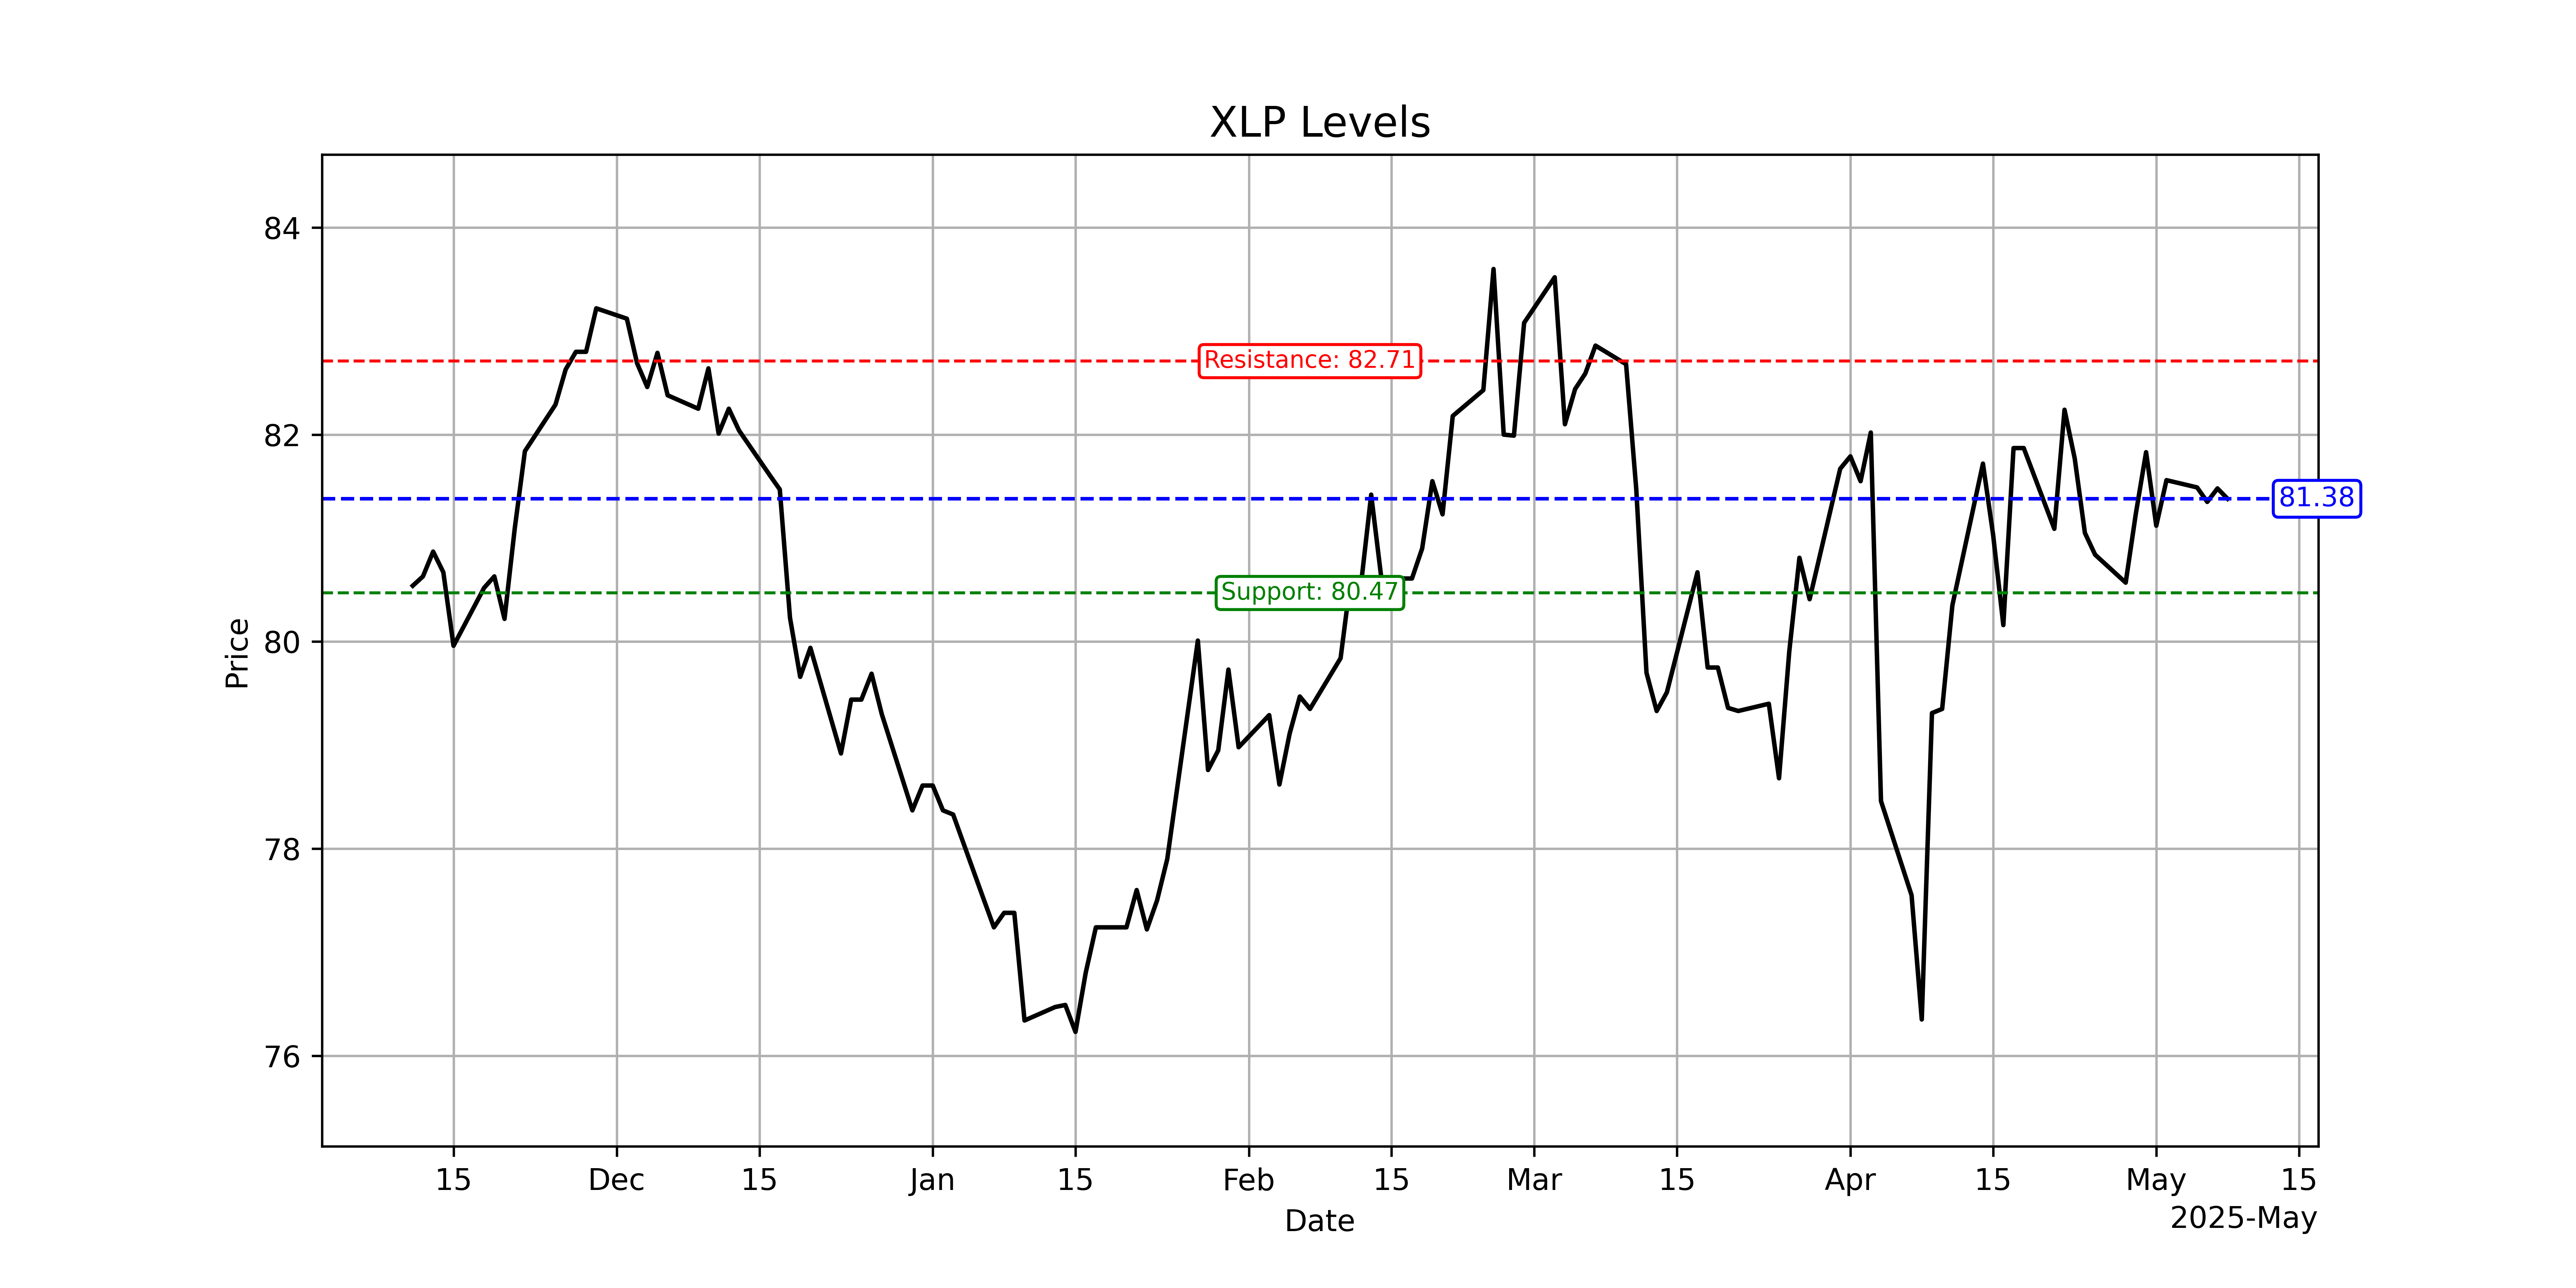 XLP Levels
84
82
80
78
76
Price
Resistance: 82.71
81.38
Support: 80.47
15 Dec 15 Jan 15 Feb 15 Mar 15 Apr 15 May 15
Date
2025-May